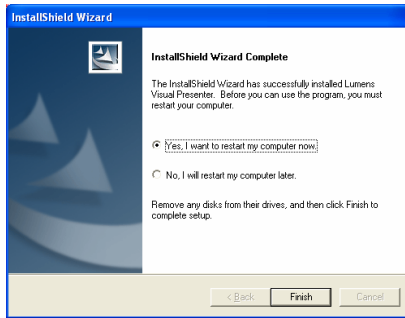 InstallShield Wizard
InstallShield Wizard Complete
The InstallShield Wizard has successfully installed Lumens
Visual Presenter. Before you can use the program, you must
restart your computer.
Yes, I want to restart my computer now.
No, I will restart my computer later.
Remove any disks from their drives, and then click Finish to
complete setup.
< Back
Finish
Cancel